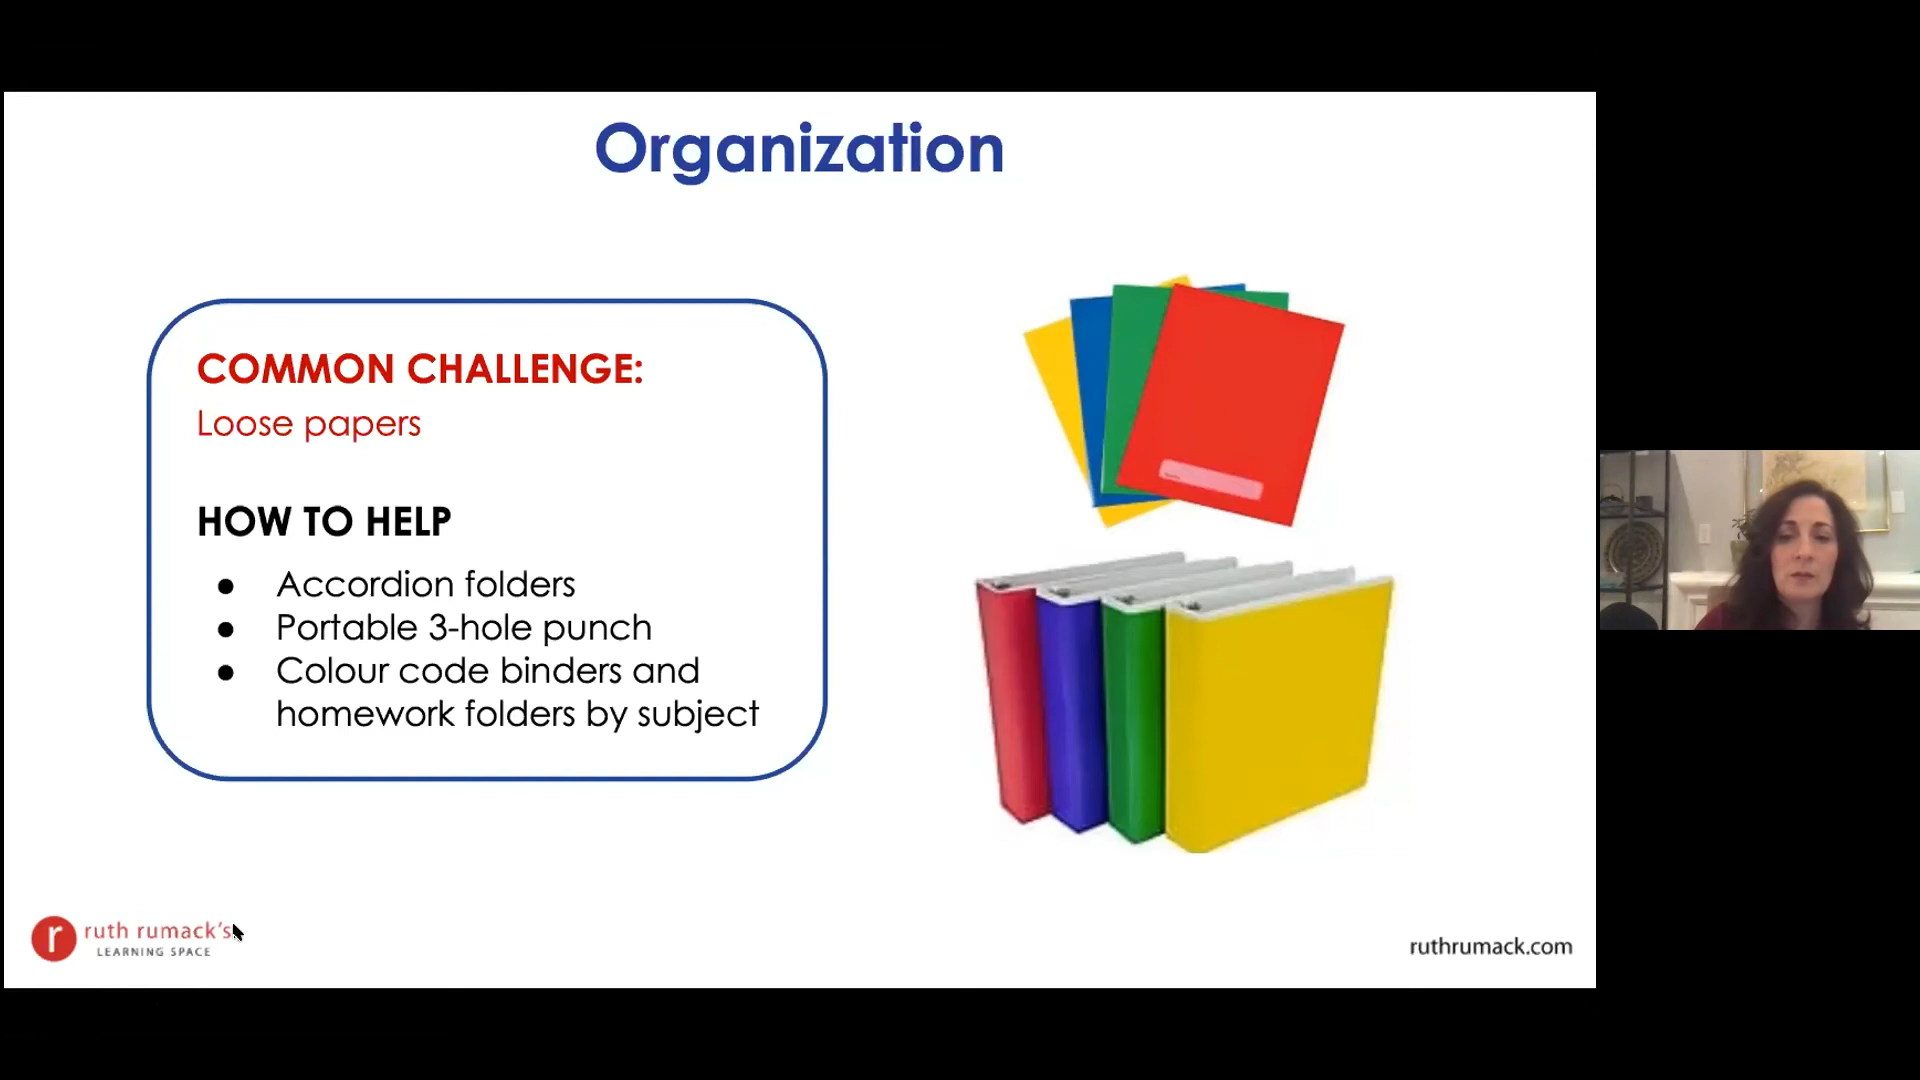 Organization
COMMON CHALLENGE:
Loose papers
HOW TO HELP
● Accordion folders
● Portable 3-hole punch
● Colour code binders and
homework folders by subject
r
ruth rumack's
LEARNING SPACE
ruthrumack.com